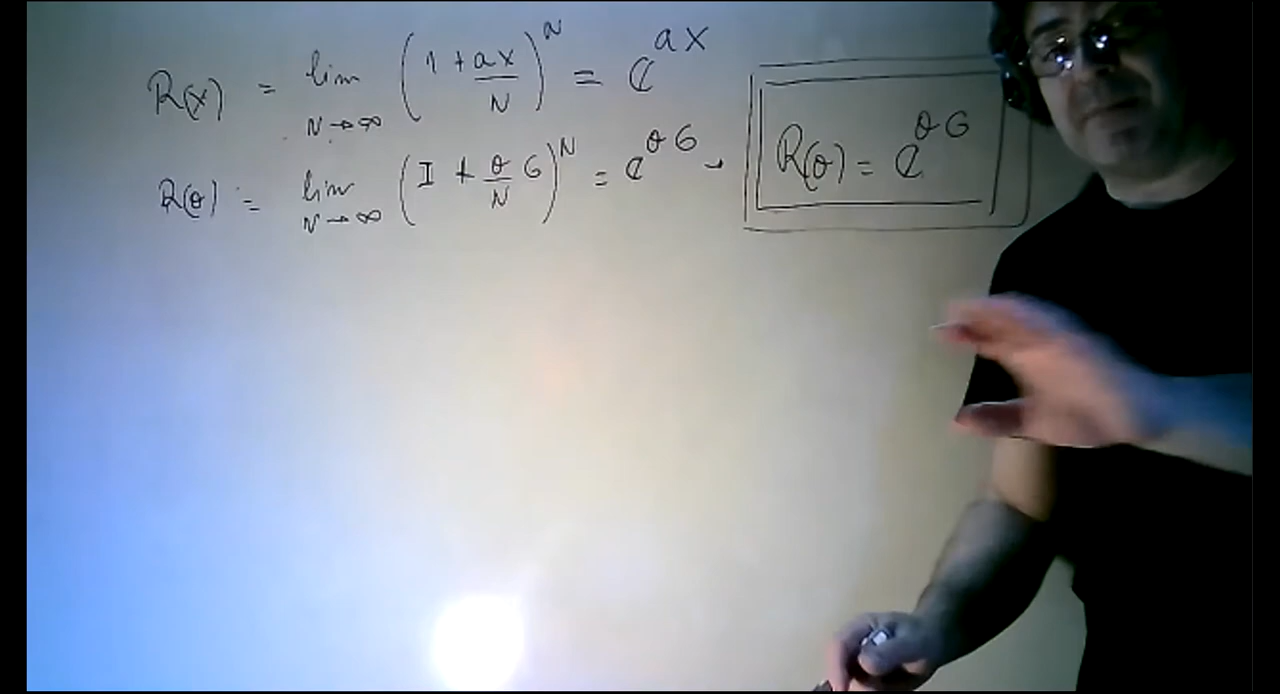 R(x) = lim N→∞ (1 + ax/N)^N = e^ax
R(θ) = lim N→∞ (I + θ/N G)^N = e^θG → R(θ) = e^θG